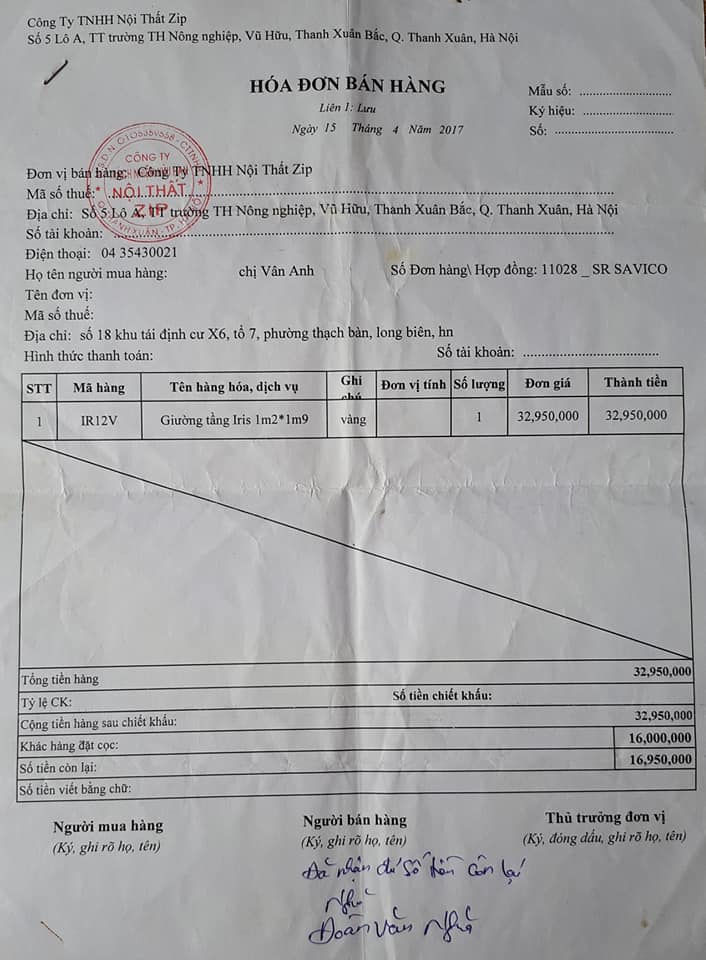 Công Ty TNHH Nội Thất Zip
Số 5 Lô A, TT trường TH Nông nghiệp, Vũ Hữu, Thanh Xuân Bắc, Q. Thanh Xuân, Hà Nội
HÓA ĐƠN BÁN HÀNG
Liên 1: Lưu
Ngày 15 Tháng 4 Năm 2017
Mẫu số: ........................
Ký hiệu: ........................
Số: ........................
CÔNG TY
NỘI THẤT
ZIP
Đơn vị bán hàng: Công Ty TNHH Nội Thất Zip
Mã số thuế: ........................
Địa chỉ: Số 5 Lô A, TT trường TH Nông nghiệp, Vũ Hữu, Thanh Xuân Bắc, Q. Thanh Xuân, Hà Nội
Số tài khoản: ........................
Điện thoại: 04 35430021
Họ tên người mua hàng: chị Vân Anh Số Đơn hàng\ Hợp đồng: 11028 _ SR SAVICO
Tên đơn vị:
Mã số thuế:
Địa chỉ: số 18 khu tái định cư X6, tổ 7, phường thạch bàn, long biên, hn
Hình thức thanh toán: Số tài khoản: ........................
STT Mã hàng Tên hàng hóa, dịch vụ Ghi chú Đơn vị tính Số lượng Đơn giá Thành tiền
1 IR12V Giường tầng Iris 1m2*1m9 vàng 1 32,950,000 32,950,000
Tổng tiền hàng 32,950,000
Tỷ lệ CK: Số tiền chiết khấu:
Cộng tiền hàng sau chiết khấu: 32,950,000
Khác hàng đặt cọc: 16,000,000
Số tiền còn lại: 16,950,000
Số tiền viết bằng chữ:
Người mua hàng Người bán hàng Thủ trưởng đơn vị
(Ký, ghi rõ họ, tên) (Ký, ghi rõ họ, tên) (Ký, đóng dấu, ghi rõ họ, tên)
Đã nhận đủ số tiền còn lại
Nghĩa
Đoàn Văn Nghĩa